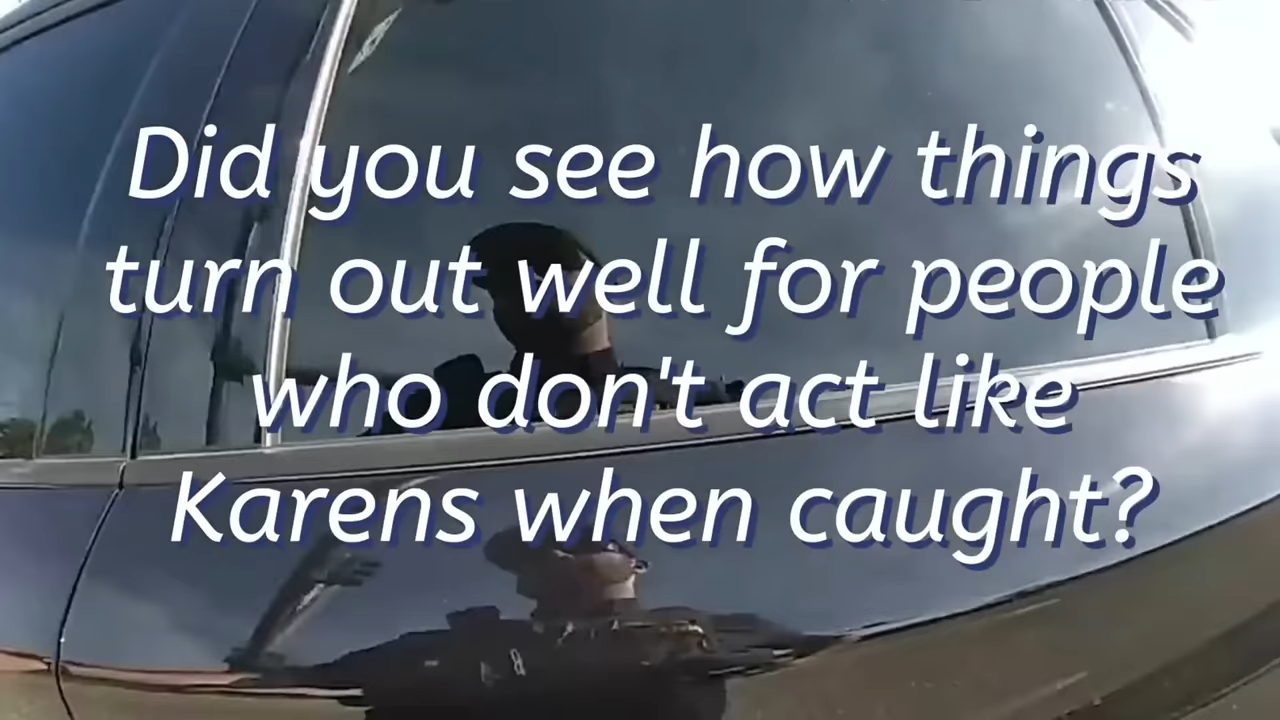 Did you see how things
turn out well for people
who don't act like
Karens when caught?